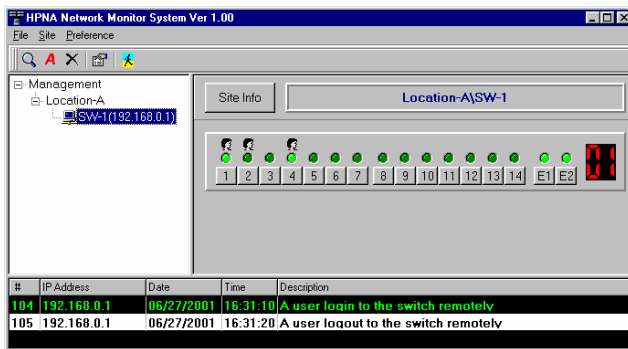 HPNA Network Monitor System Ver 1.00
File Site Preference
A
Management
Location-A
SW-1(192.168.0.1)
Site Info
Location-A\SW-1
1 2 3 4 5 6 7 8 9 10 11 12 13 14 E1 E2
01
# IP Address Date Time Description
104 192.168.0.1 06/27/2001 16:31:10 A user login to the switch remotely
105 192.168.0.1 06/27/2001 16:31:20 A user logout to the switch remotely